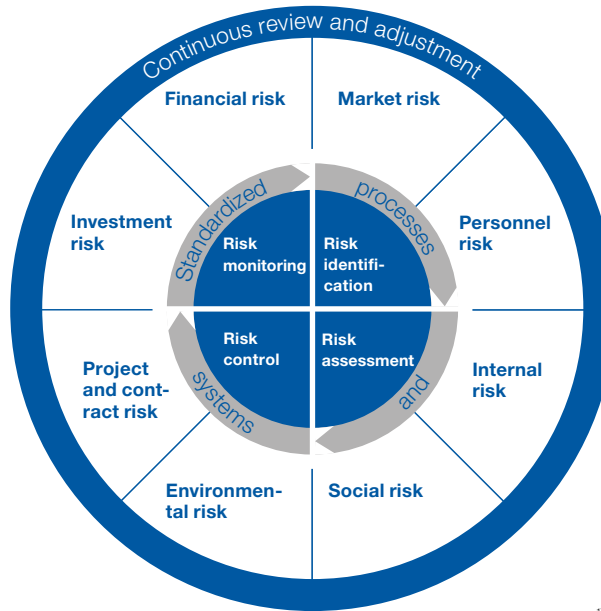 Continuous review and adjustment
Financial risk
Market risk
Investment
risk
Personnel
risk
Standardized
processes
Risk
monitoring
Risk
identifi-
cation
Risk
control
Risk
assessment
systems
and
Project
and cont-
ract risk
Internal
risk
Environmen-
tal risk
Social risk